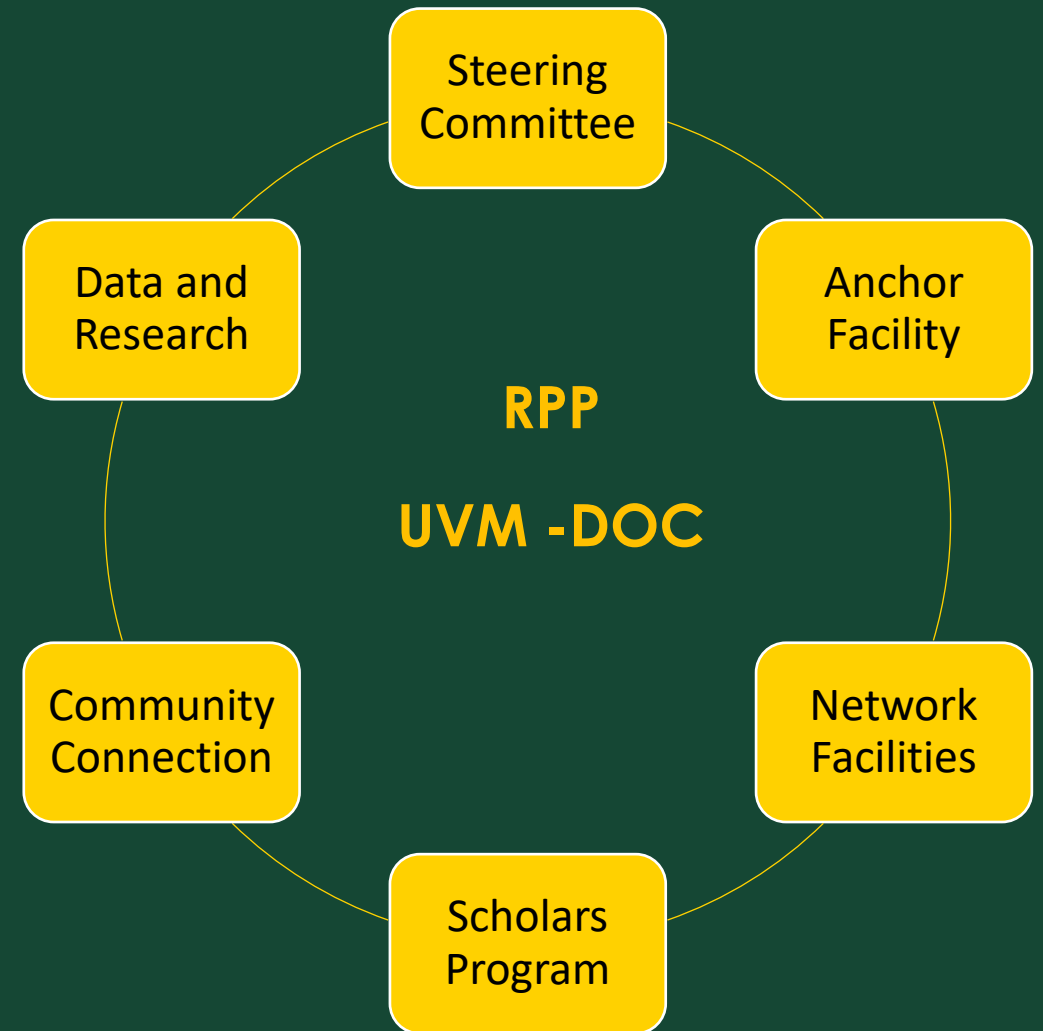 Steering
Committee
Anchor
Facility
Network
Facilities
Scholars
Program
Community
Connection
Data and
Research
RPP
UVM -DOC